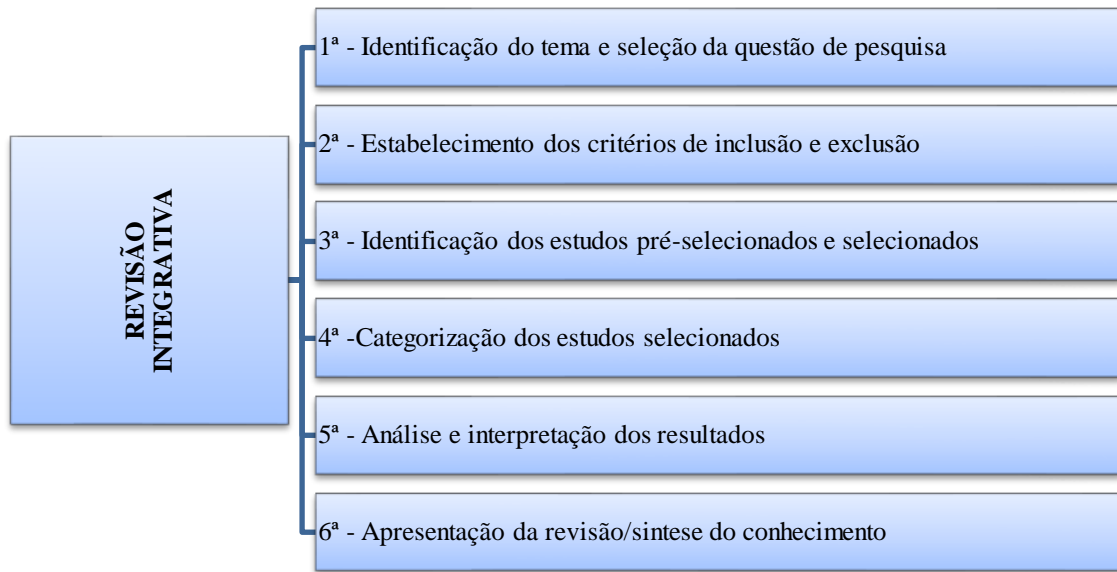 REVISÃO
INTEGRATIVA
1ª - Identificação do tema e seleção da questão de pesquisa
2ª - Estabelecimento dos critérios de inclusão e exclusão
3ª - Identificação dos estudos pré-selecionados e selecionados
4ª -Categorização dos estudos selecionados
5ª - Análise e interpretação dos resultados
6ª - Apresentação da revisão/sintese do conhecimento